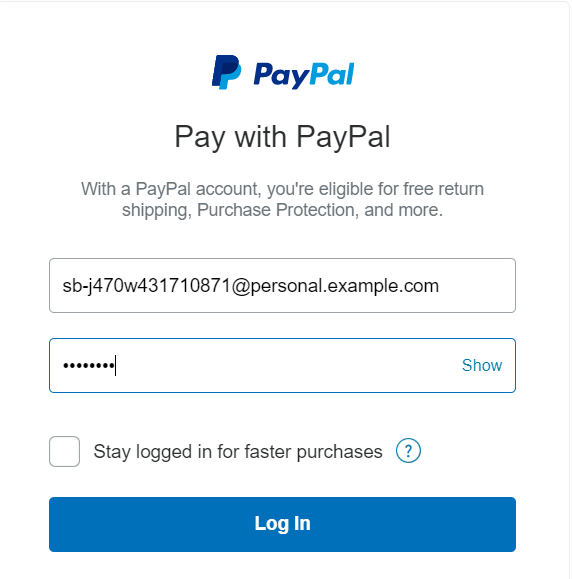 PayPal
Pay with PayPal
With a PayPal account, you're eligible for free return
shipping, Purchase Protection, and more.
sb-j470w431710871@personal.example.com
••••••••
Show
Stay logged in for faster purchases ?
Log In